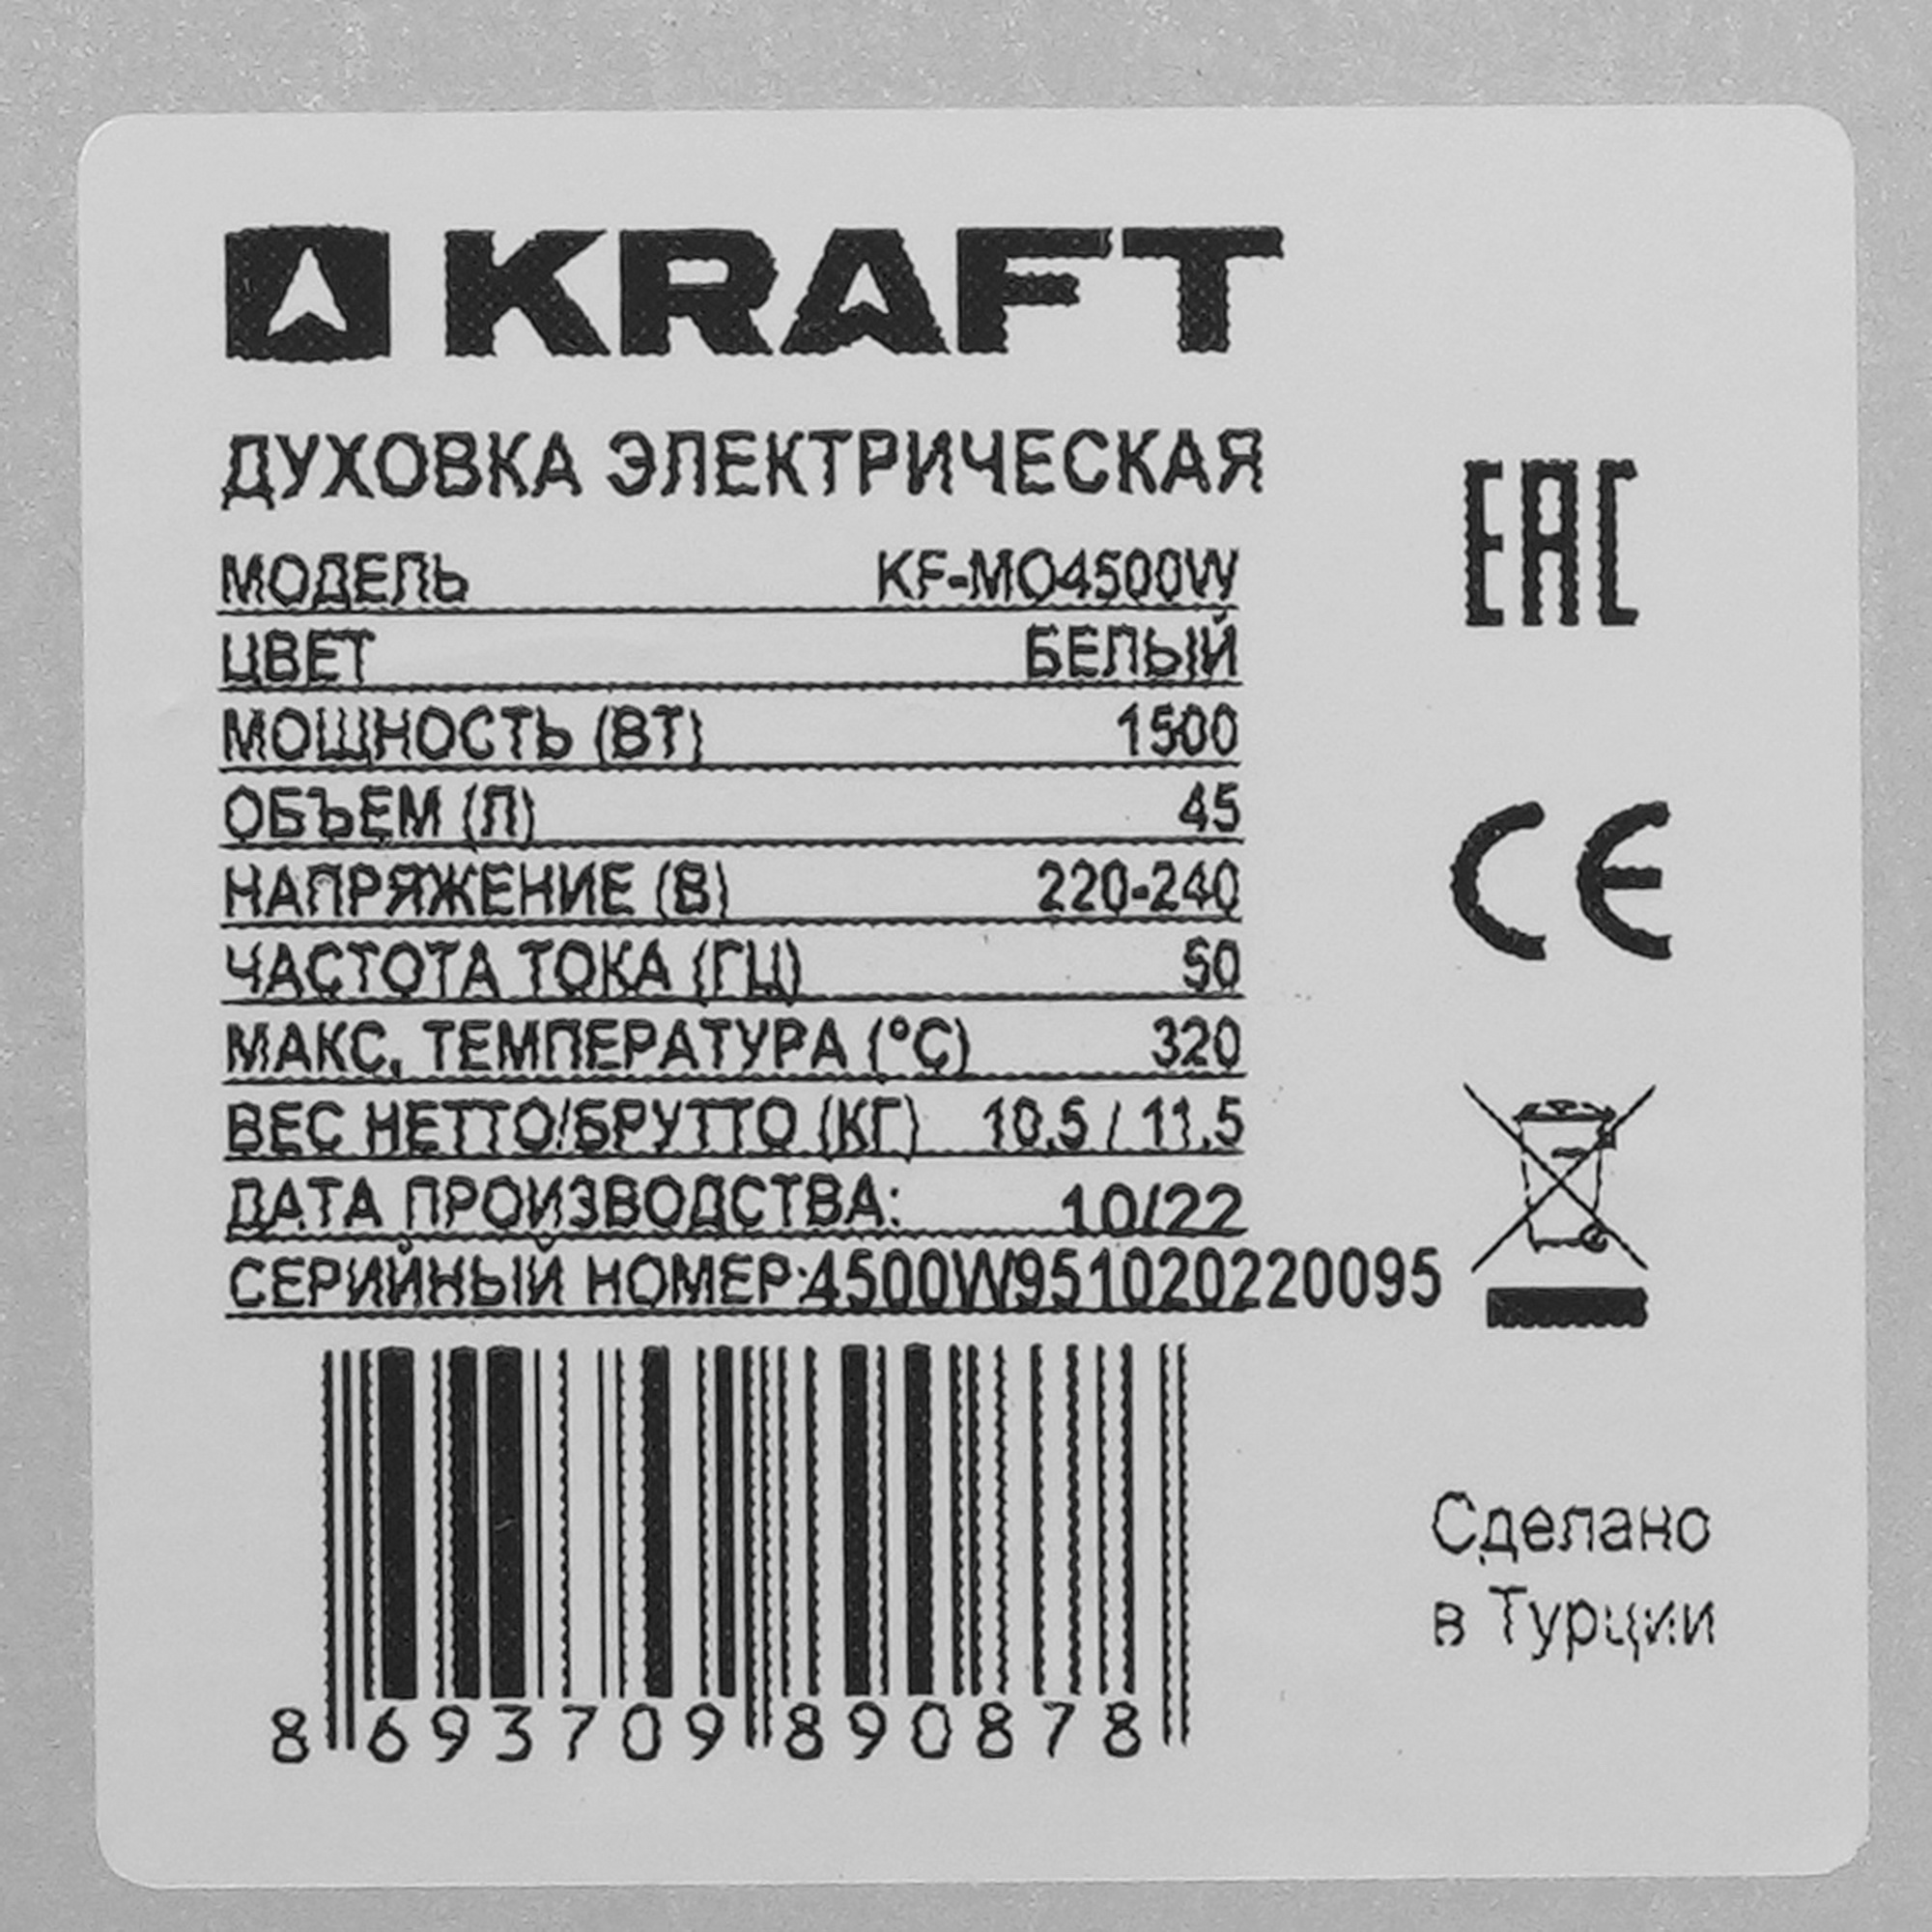 KRAFT
ДУХОВКА ЭЛЕКТРИЧЕСКАЯ
МОДЕЛЬ KF-MO4500W
ЦВЕТ БЕЛЫЙ
МОЩНОСТЬ (ВТ) 1500
ОБЪЕМ (Л) 45
НАПРЯЖЕНИЕ (В) 220-240
ЧАСТОТА ТОКА (ГЦ) 50
МАКС. ТЕМПЕРАТУРА (°C) 320
ВЕС НЕТТО/БРУТТО (КГ) 10,5 / 11,5
ДАТА ПРОИЗВОДСТВА: 10/22
СЕРИЙНЫЙ НОМЕР:4500W951020220095
8 693709 890878
EAC
CE
Сделано
в Турции